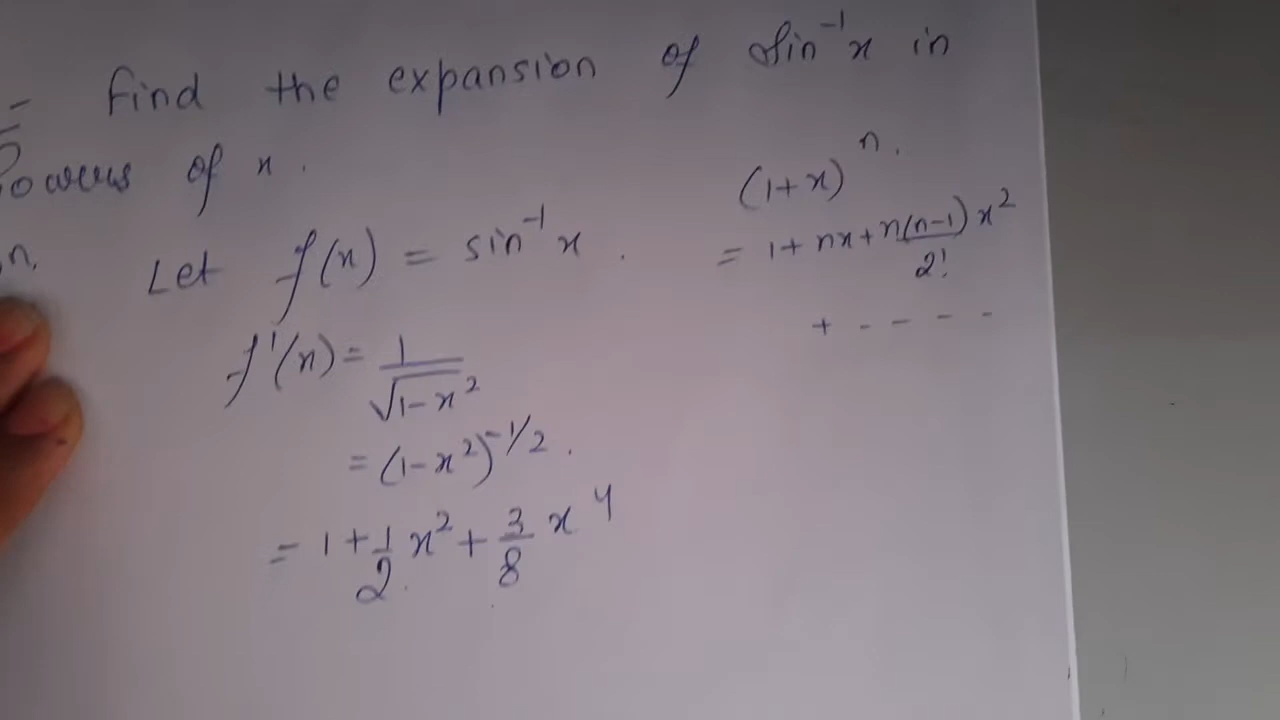 = Find the expansion of sin⁻¹x in
Powers of x.
n.
Let f(x) = sin⁻¹x.
f'(x) = 1/√(1-x²)
= (1-x²)^(-1/2).
= 1 + 1/2 x² + 3/8 x⁴
(1+x)ⁿ.
= 1 + nx + n(n-1)/2! x²
+ - - - -